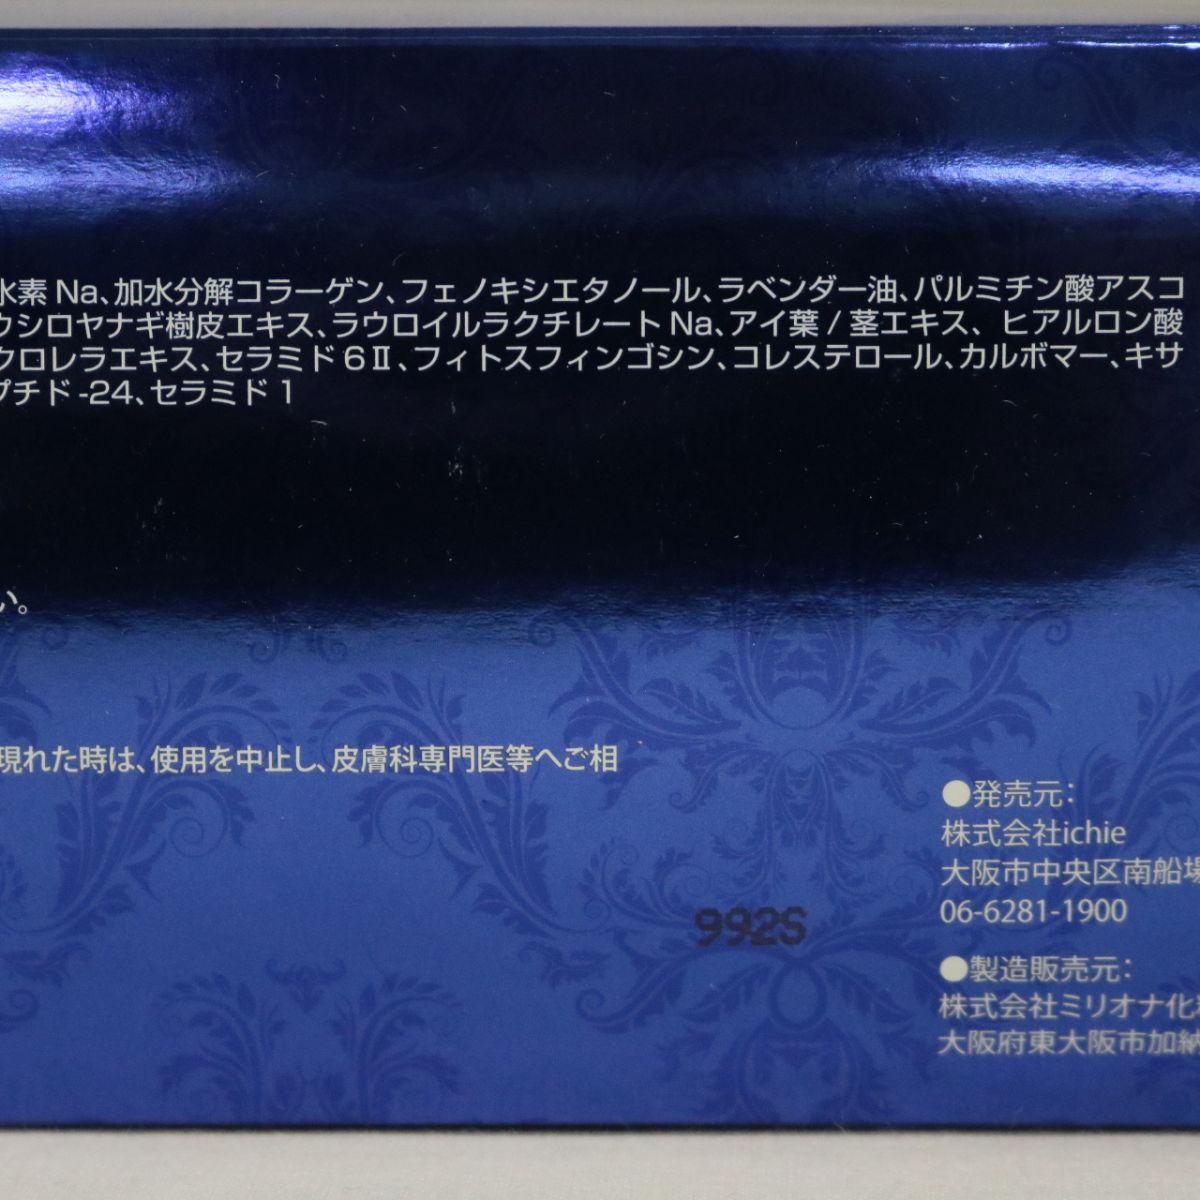 水素Na、加水分解コラーゲン、フェノキシエタノール、ラベンダー油、パルミチン酸アスコ
ウシロヤナギ樹皮エキス、ラウロイルラクチレートNa、アイ葉/茎エキス、ヒアルロン酸
クロレラエキス、セラミド6Ⅱ、フィトスフィンゴシン、コレステロール、カルボマー、キサ
プチド-24、セラミド1
い。
現れた時は、使用を中止し、皮膚科専門医等へご相
●発売元:
株式会社ichie
大阪市中央区南船場
06-6281-1900
992S
●製造販売元:
株式会社ミリオナ化粧
大阪府東大阪市加納